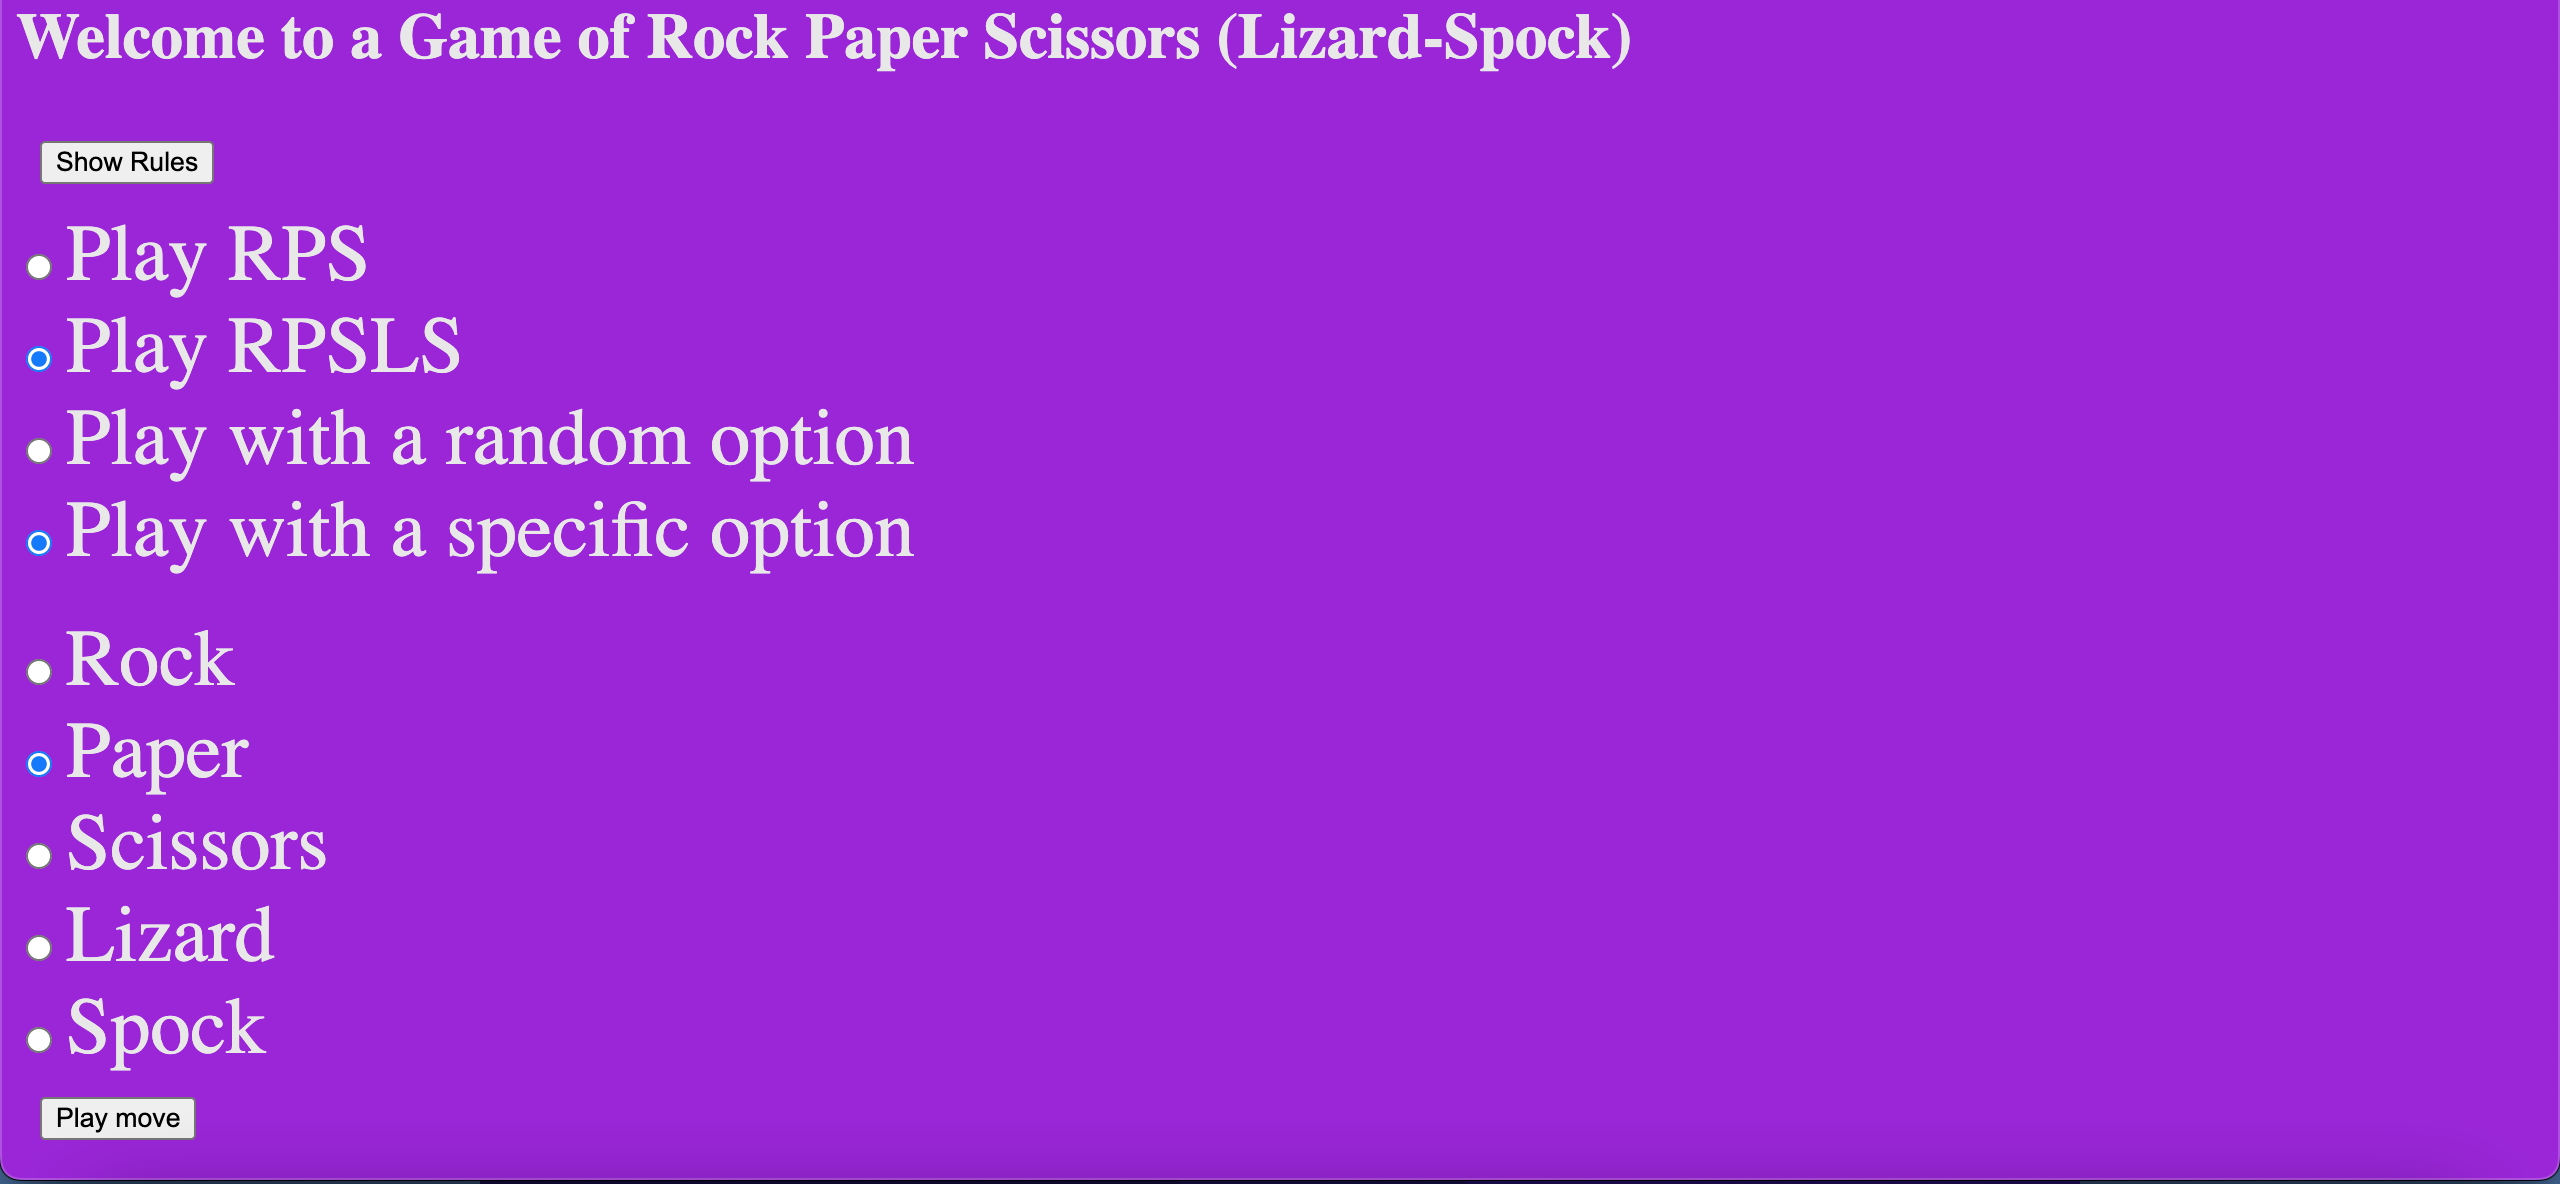 Welcome to a Game of Rock Paper Scissors (Lizard-Spock)
Show Rules
Play RPS
Play RPSLS
Play with a random option
Play with a specific option
Rock
Paper
Scissors
Lizard
Spock
Play move